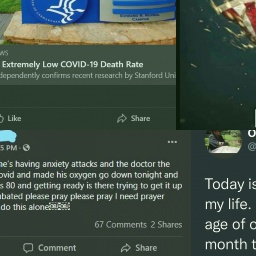 WS
Extremely Low COVID-19 Death Rate
dependently confirms recent research by Stanford Uni
Like
Share
5 PM
ne's having anxiety attacks and the doctor the
ovid and made his oxygen go down tonight and
s 80 and getting ready is there trying to get it up
ubated please pray please pray I need prayer
do this alone
67 Comments 2 Shares
Comment
Share
Today is
my life.
age of
month t